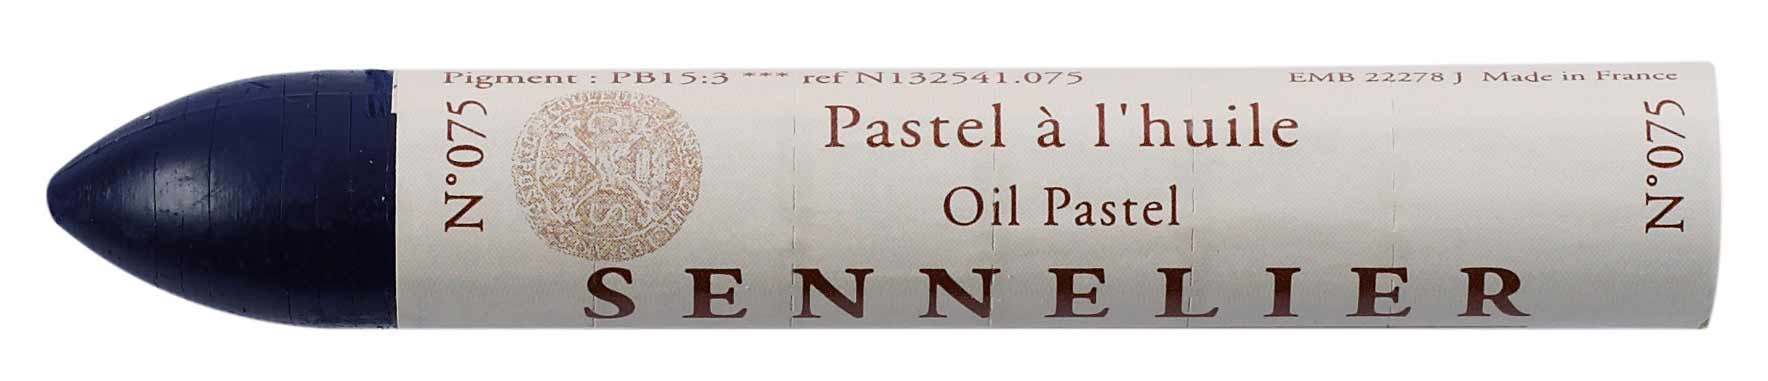 Pigment : PB15:3 *** ref N132541.075
EMB 22278 J Made in France
N°075
Pastel à l'huile
Oil Pastel
SENNELIER
N°075